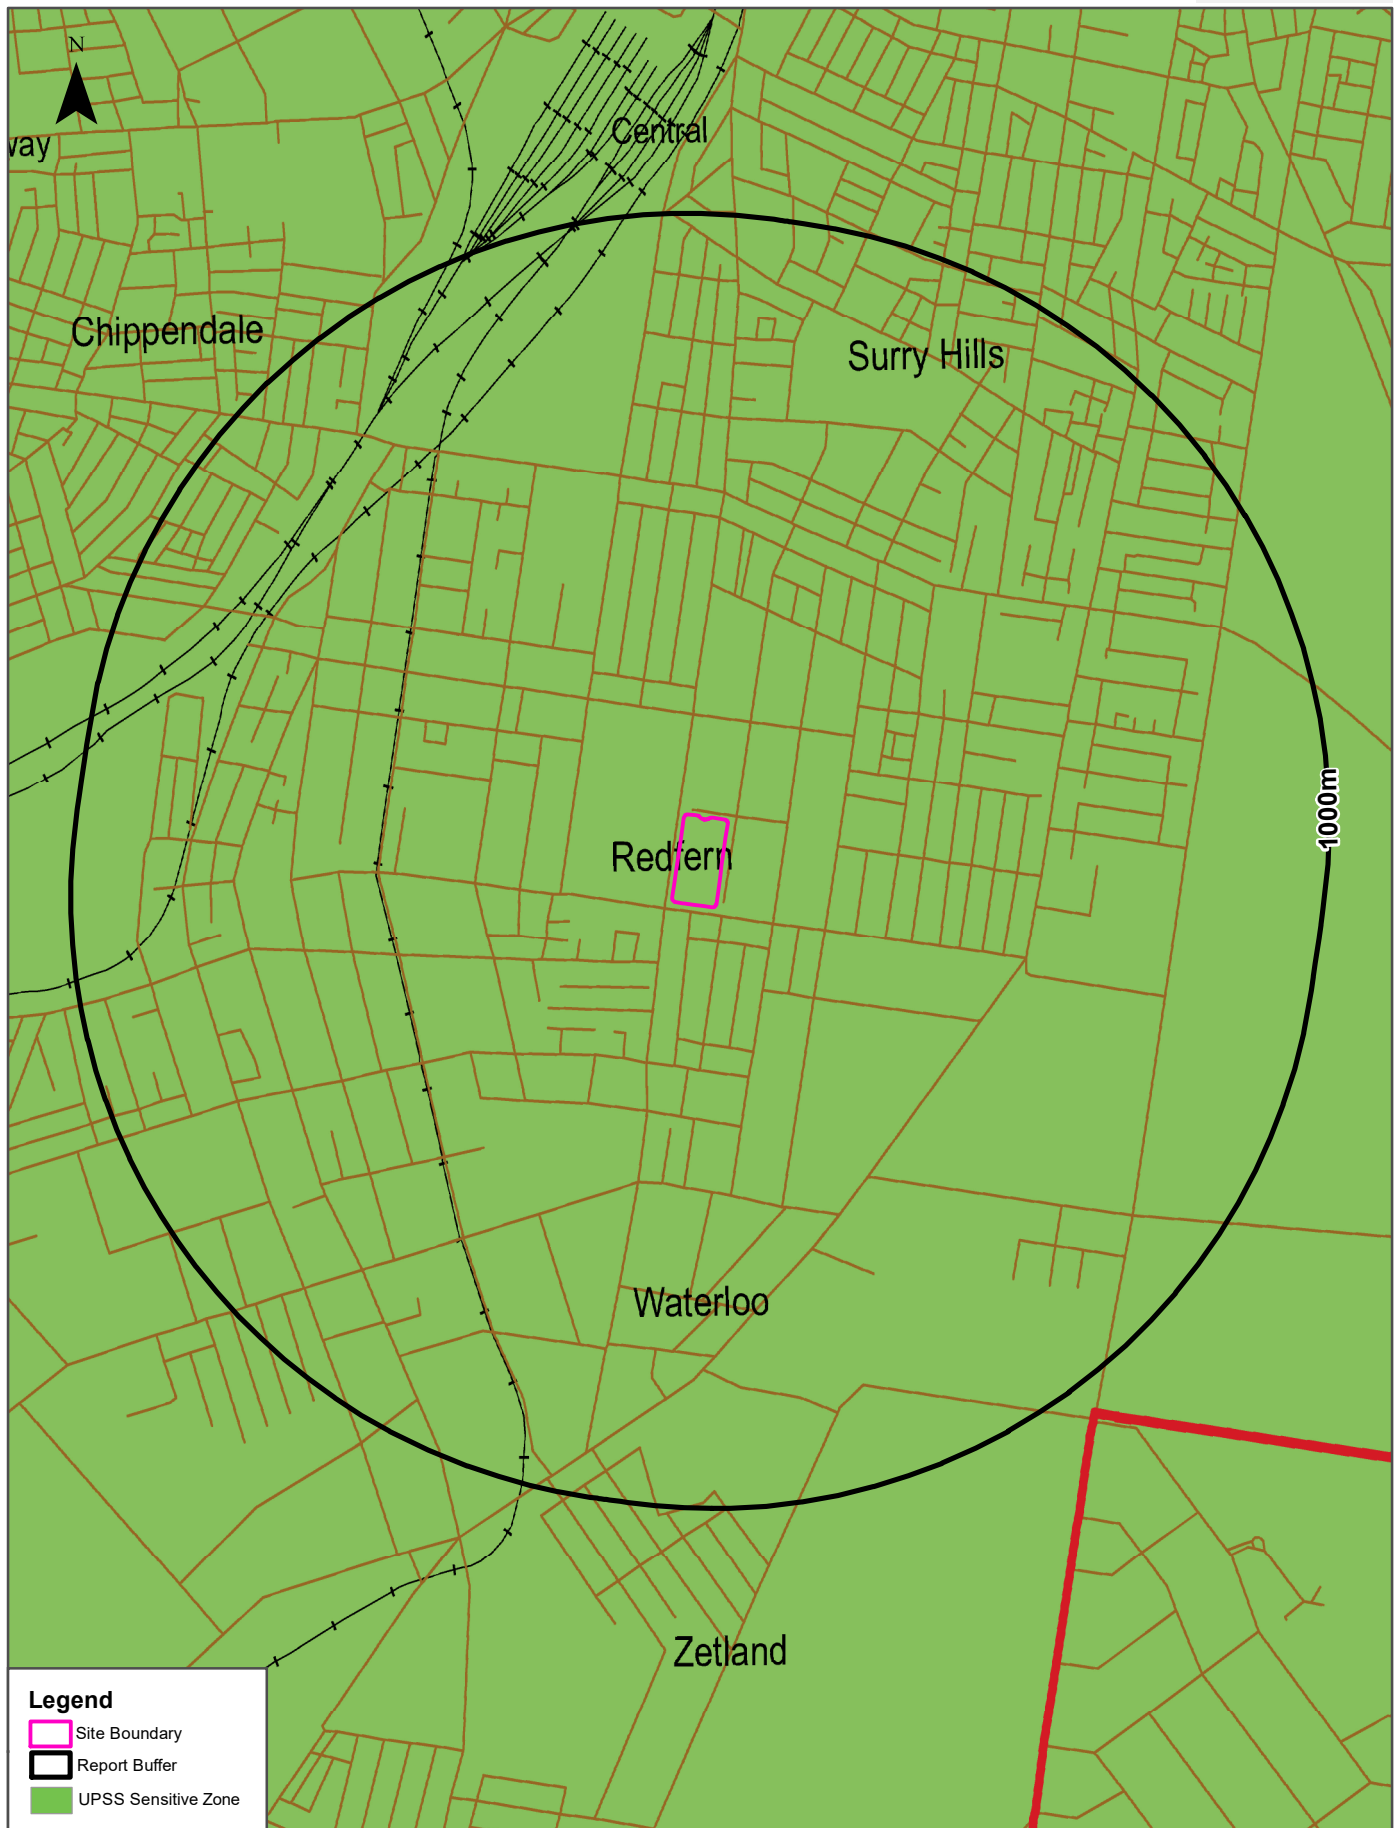 N
Central
way
Chippendale
Surry Hills
1000m
Redfern
Waterloo
Zetland
Legend
Site Boundary
Report Buffer
UPSS Sensitive Zone